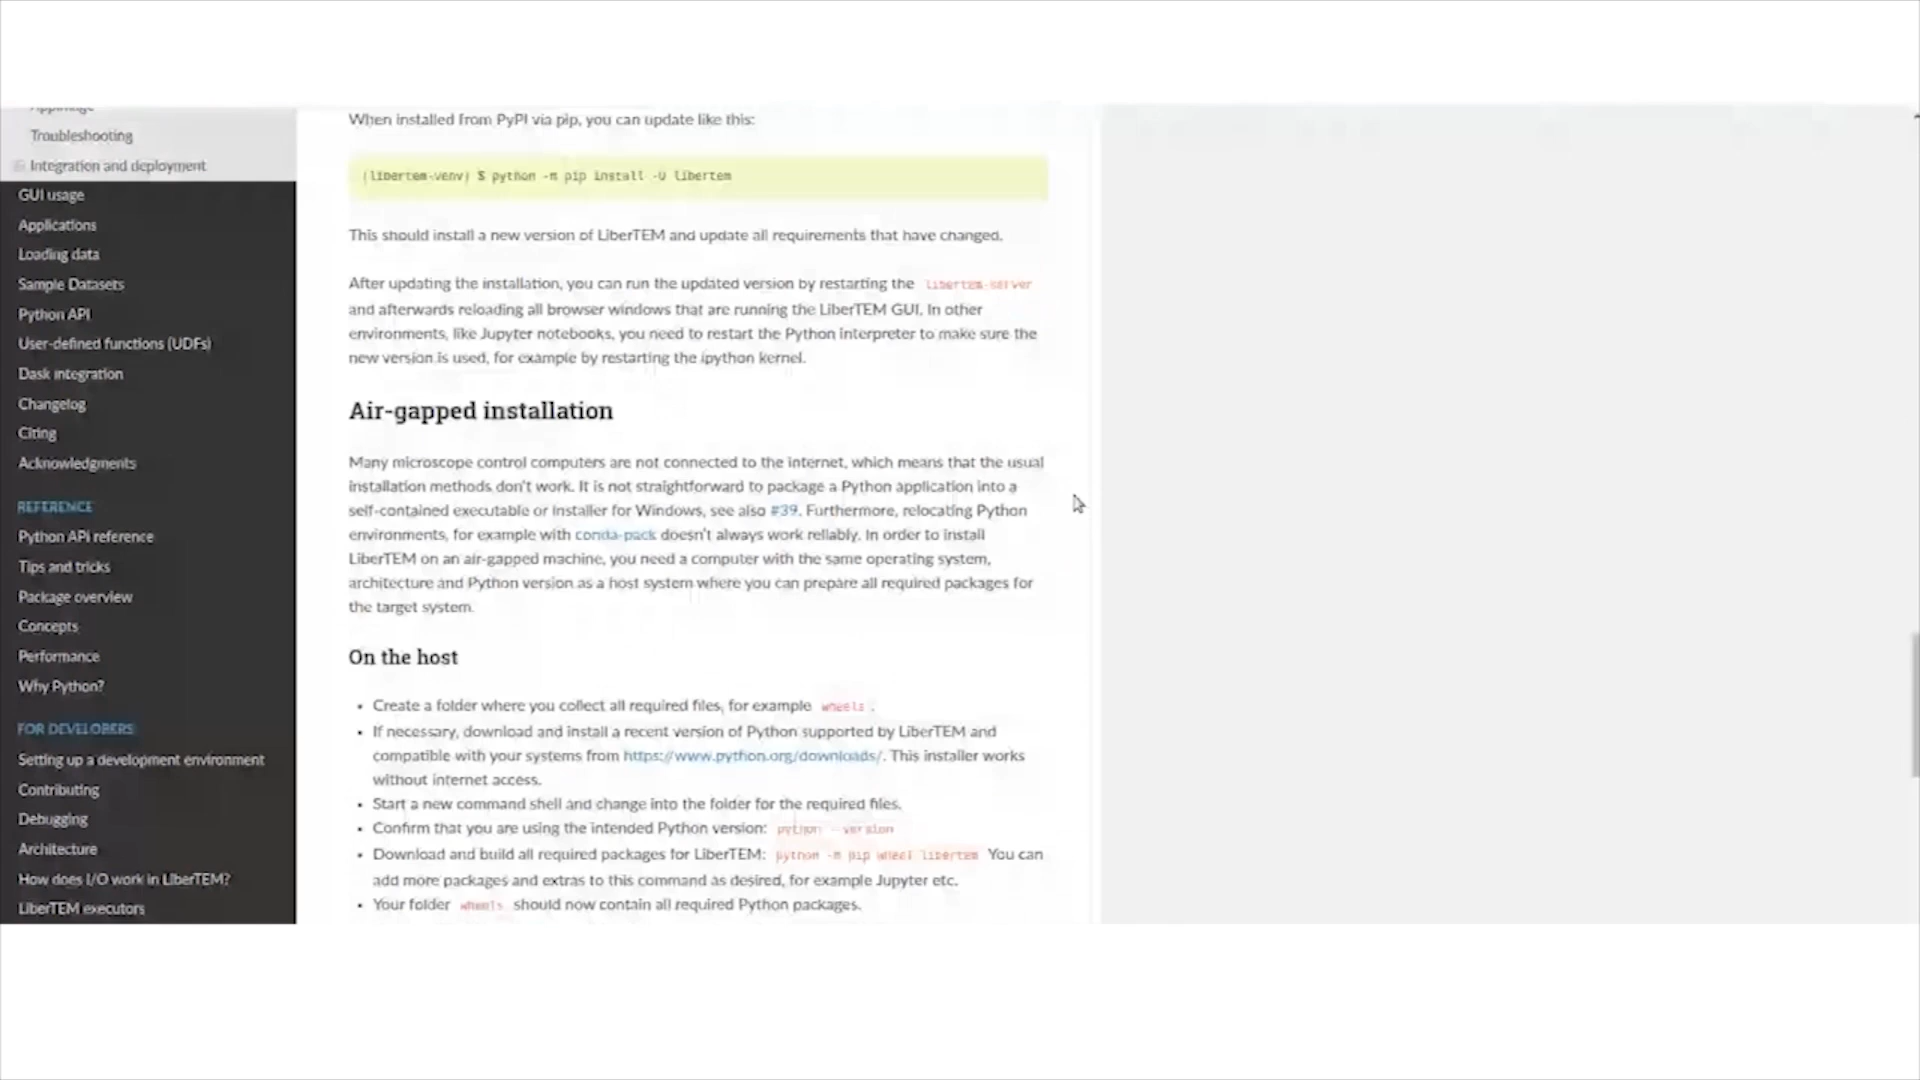 Troubleshooting
Integration and deployment
GUI usage
Applications
Loading data
Sample Datasets
Python API
User-defined functions (UDFs)
Dask integration
Changelog
Citing
Acknowledgments
REFERENCE
Python API reference
Tips and tricks
Package overview
Concepts
Performance
Why Python?
FOR DEVELOPERS
Setting up a development environment
Contributing
Debugging
Architecture
How does I/O work in LiberTEM?
LiberTEM executors
When installed from PyPI via pip, you can update like this:
(libertem-venv) $ python -m pip install -U libertem
This should install a new version of LiberTEM and update all requirements that have changed.
After updating the installation, you can run the updated version by restarting the libertem-server
and afterwards reloading all browser windows that are running the LiberTEM GUI. In other
environments, like Jupyter notebooks, you need to restart the Python interpreter to make sure the
new version is used, for example by restarting the ipython kernel.
Air-gapped installation
Many microscope control computers are not connected to the internet, which means that the usual
installation methods don't work. It is not straightforward to package a Python application into a
self-contained executable or installer for Windows, see also #39. Furthermore, relocating Python
environments, for example with conda-pack doesn't always work reliably. In order to install
LiberTEM on an air-gapped machine, you need a computer with the same operating system,
architecture and Python version as a host system where you can prepare all required packages for
the target system.
On the host
• Create a folder where you collect all required files, for example wheels .
• If necessary, download and install a recent version of Python supported by LiberTEM and
compatible with your systems from https://www.python.org/downloads/. This installer works
without internet access.
• Start a new command shell and change into the folder for the required files.
• Confirm that you are using the intended Python version: python --version
• Download and build all required packages for LiberTEM: python -m pip wheel libertem You can
add more packages and extras to this command as desired, for example Jupyter etc.
• Your folder wheels should now contain all required Python packages.